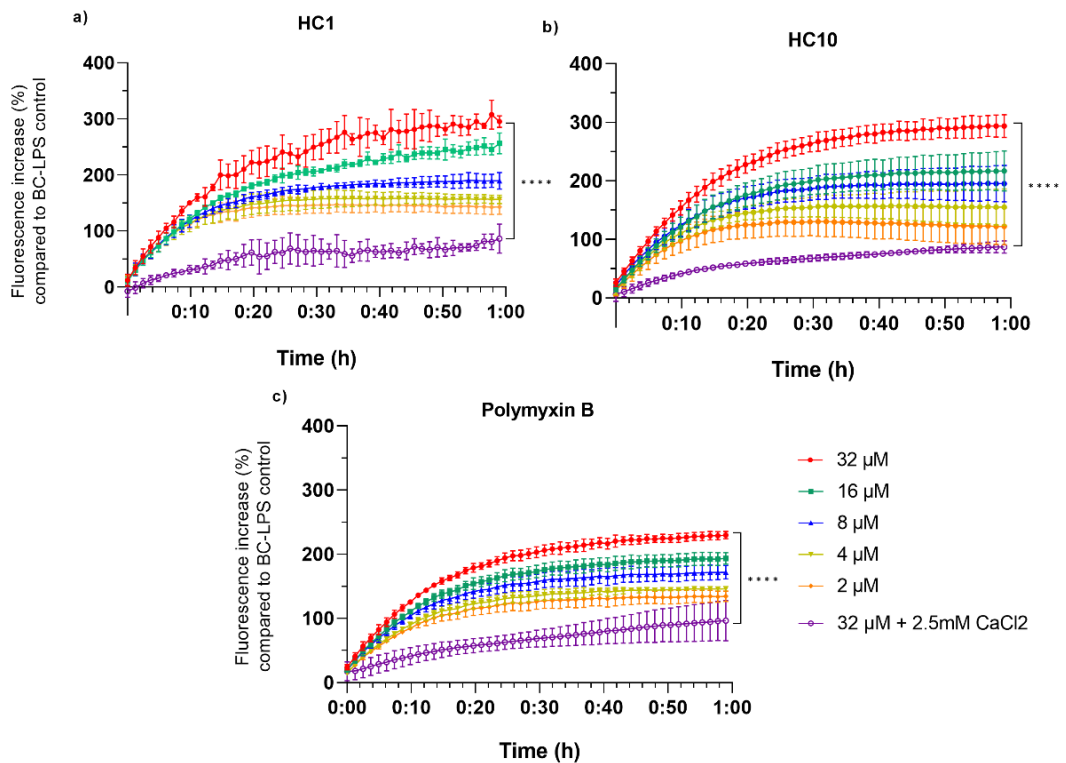 a)
HC1
Fluorescence increase (%)
compared to BC-LPS control
400
300
200
100
0
0:10
0:20
0:30
0:40
0:50
1:00
Time (h)
****
b)
HC10
400
300
200
100
0
0:10
0:20
0:30
0:40
0:50
1:00
Time (h)
****
c)
Polymyxin B
Fluorescence increase (%)
compared to BC-LPS control
400
300
200
100
0
0:00
0:10
0:20
0:30
0:40
0:50
1:00
Time (h)
****
32 µM
16 µM
8 µM
4 µM
2 µM
32 µM + 2.5mM CaCl2